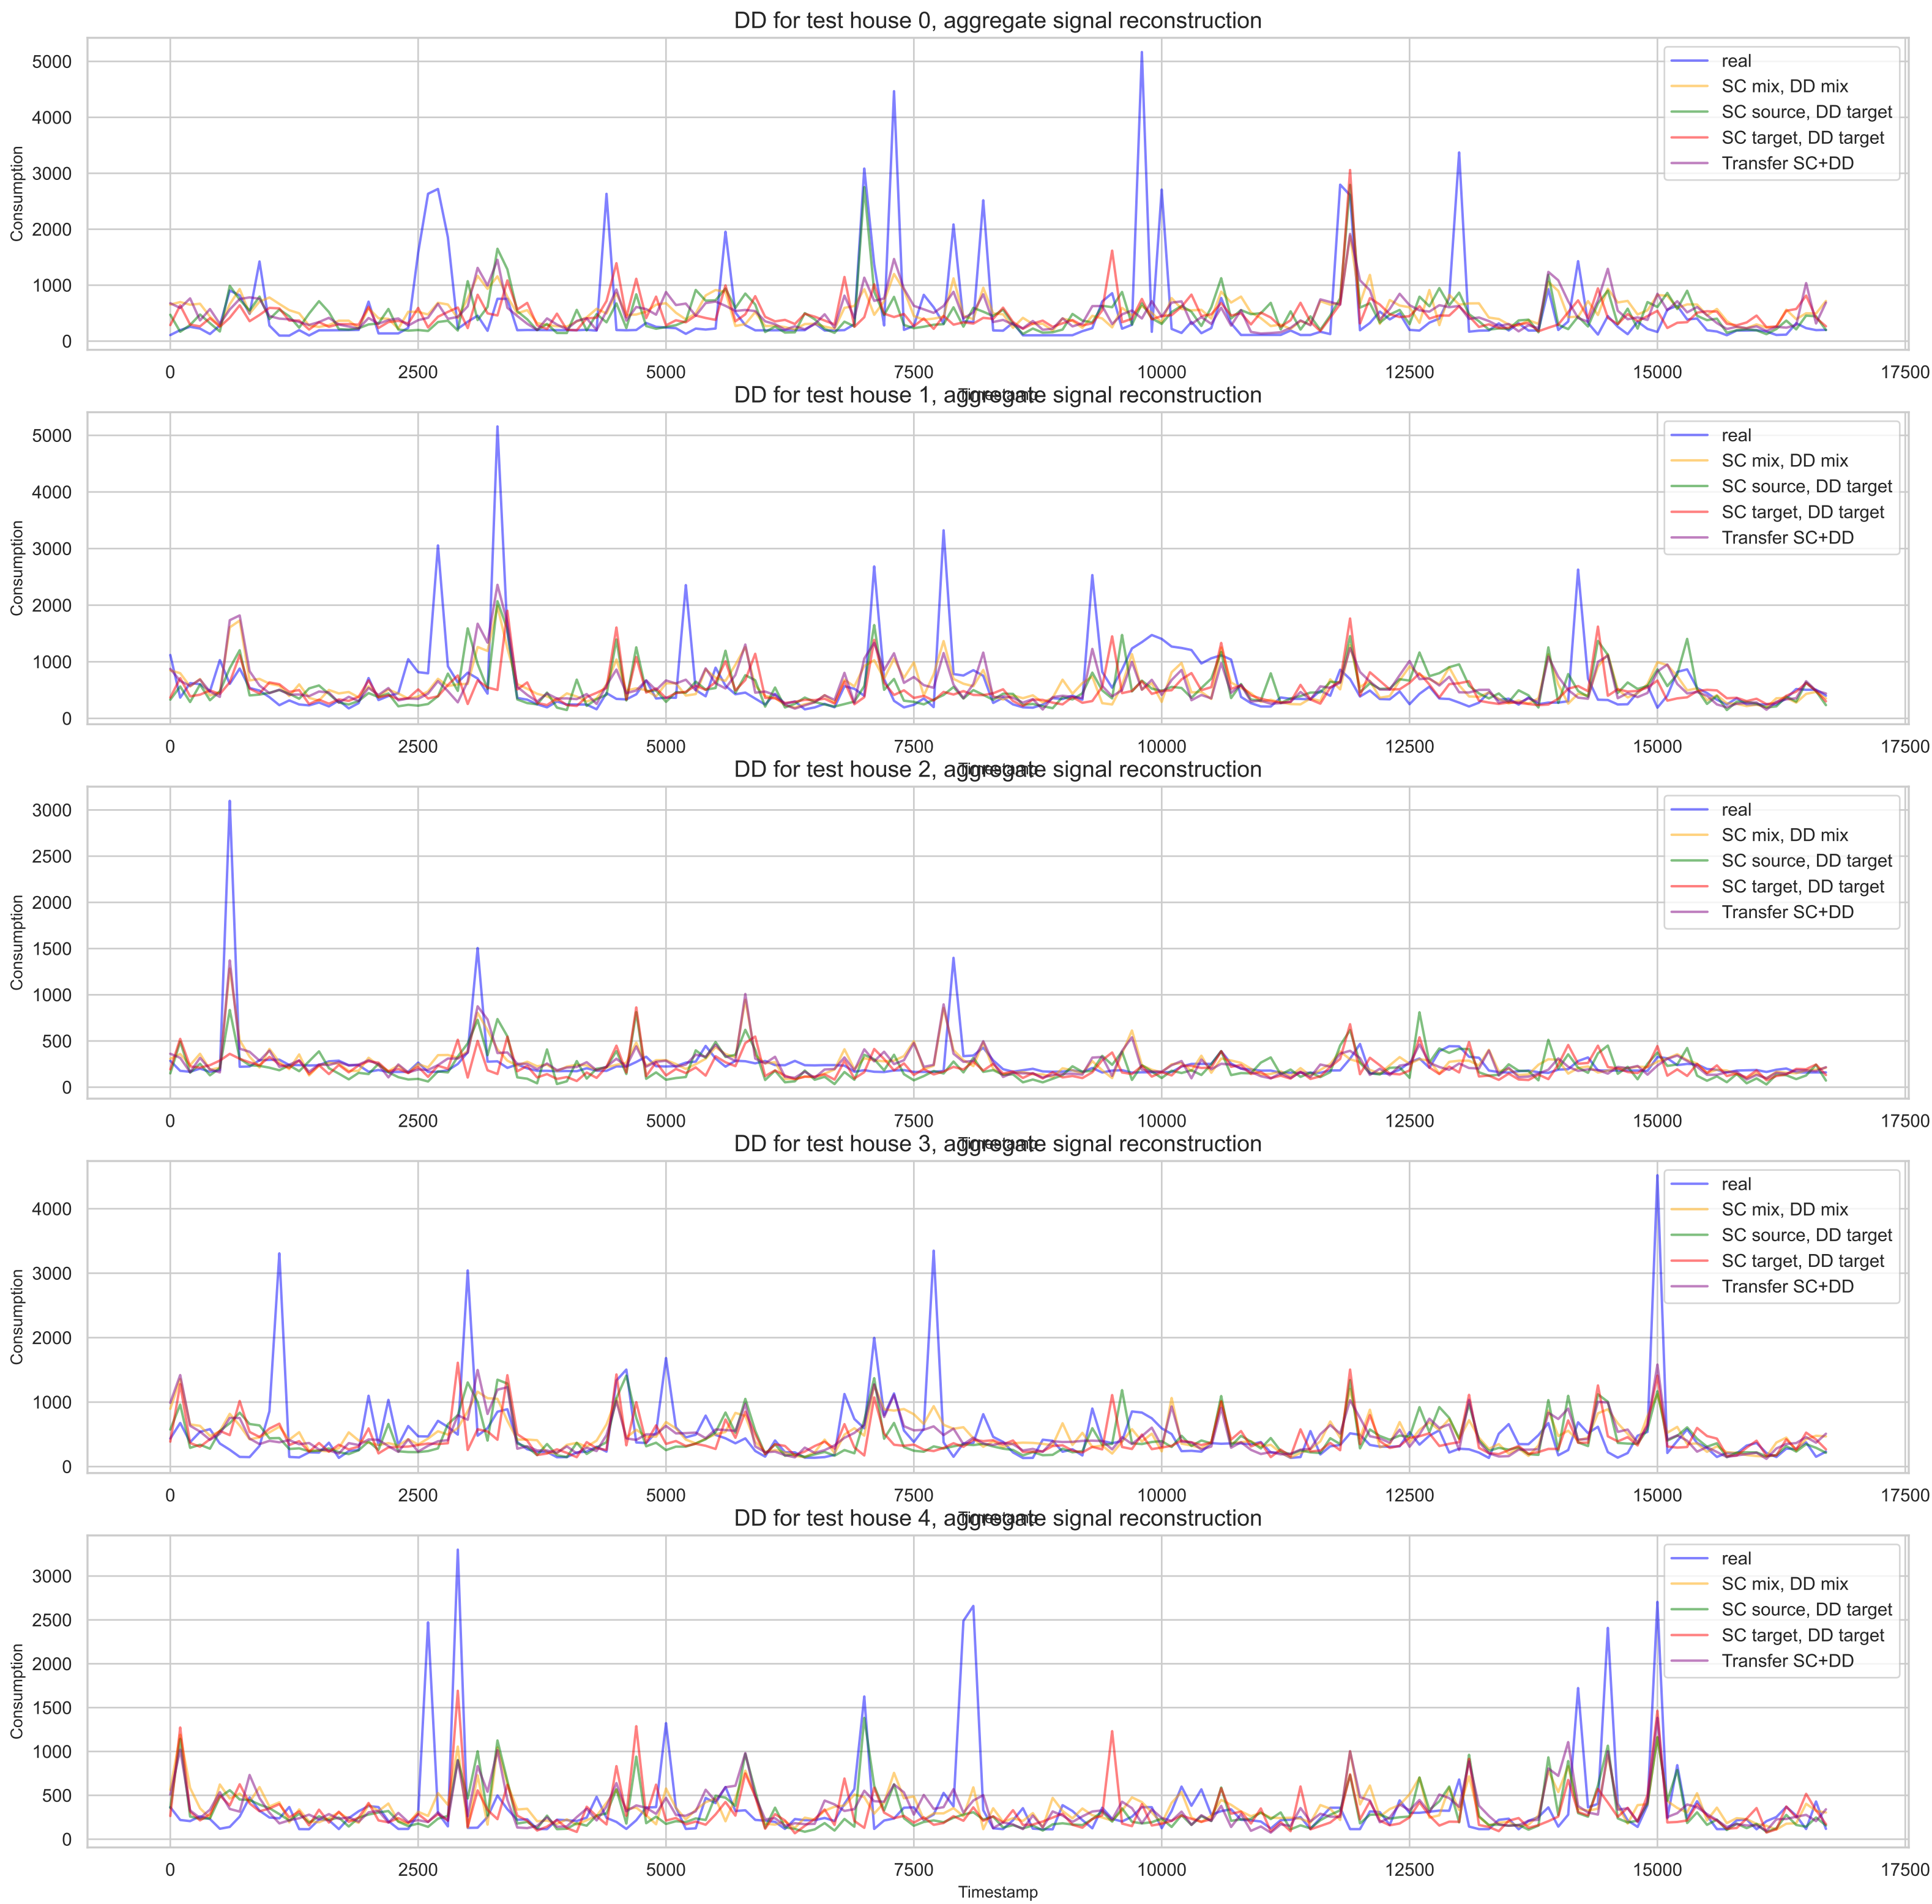 DD for test house 0, aggregate signal reconstruction
5000
4000
3000
2000
1000
0
Consumption
real
SC mix, DD mix
SC source, DD target
SC target, DD target
Transfer SC+DD
0 2500 5000 7500 10000 12500 15000 17500
Timestamp
DD for test house 1, aggregate signal reconstruction
5000
4000
3000
2000
1000
0
Consumption
real
SC mix, DD mix
SC source, DD target
SC target, DD target
Transfer SC+DD
0 2500 5000 7500 10000 12500 15000 17500
Timestamp
DD for test house 2, aggregate signal reconstruction
3000
2500
2000
1500
1000
500
0
Consumption
real
SC mix, DD mix
SC source, DD target
SC target, DD target
Transfer SC+DD
0 2500 5000 7500 10000 12500 15000 17500
Timestamp
DD for test house 3, aggregate signal reconstruction
4000
3000
2000
1000
0
Consumption
real
SC mix, DD mix
SC source, DD target
SC target, DD target
Transfer SC+DD
0 2500 5000 7500 10000 12500 15000 17500
Timestamp
DD for test house 4, aggregate signal reconstruction
3000
2500
2000
1500
1000
500
0
Consumption
real
SC mix, DD mix
SC source, DD target
SC target, DD target
Transfer SC+DD
0 2500 5000 7500 10000 12500 15000 17500
Timestamp